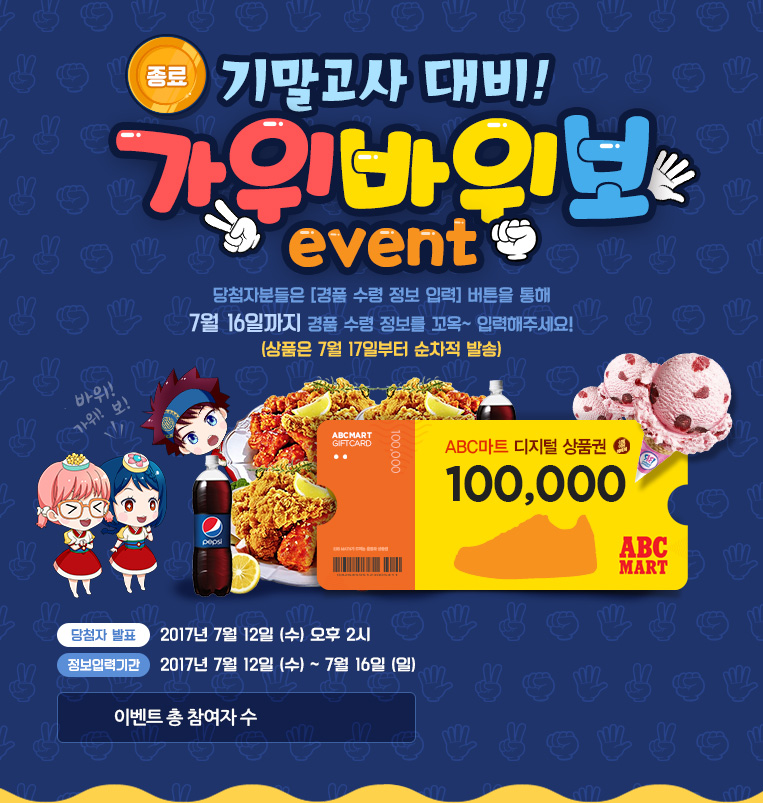 종료
기말고사 대비!
가위바위보
event
당첨자분들은 [경품 수령 정보 입력] 버튼을 통해
7월 16일까지 경품 수령 정보를 꼬옥~ 입력해주세요!
(상품은 7월 17일부터 순차적 발송)
바위!
가위! 보!
ABCMART
GIFTCARD
100,000
ABC마트 디지털 상품권
100,000
pepsi
ABC
MART
당첨자 발표 2017년 7월 12일 (수) 오후 2시
정보입력기간 2017년 7월 12일 (수) ~ 7월 16일 (일)
이벤트 총 참여자 수